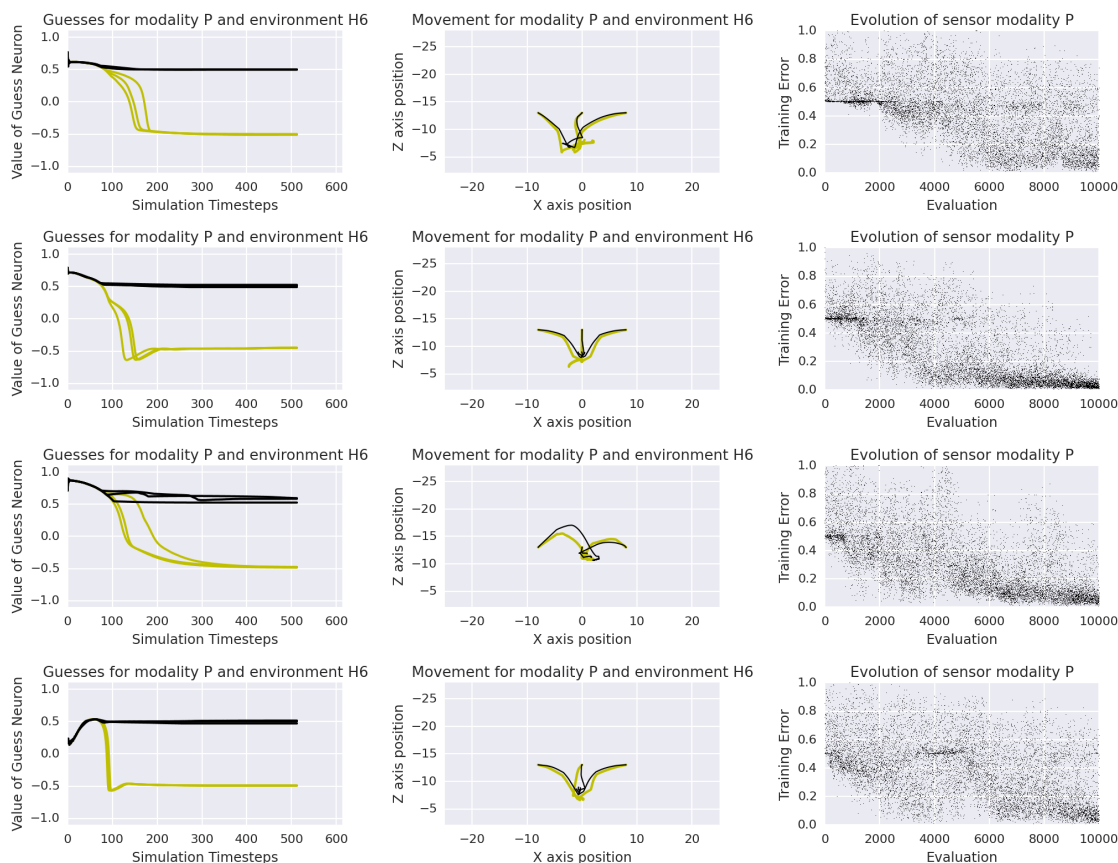 Guesses for modality P and environment H6
Value of Guess Neuron
1.0
0.5
0.0
−0.5
−1.0
0 100 200 300 400 500 600
Simulation Timesteps
Movement for modality P and environment H6
Z axis position
−25
−20
−15
−10
−5
−20 −10 0 10 20
X axis position
Evolution of sensor modality P
Training Error
1.0
0.8
0.6
0.4
0.2
0.0
0 2000 4000 6000 8000 10000
Evaluation
Guesses for modality P and environment H6
Value of Guess Neuron
1.0
0.5
0.0
−0.5
−1.0
0 100 200 300 400 500 600
Simulation Timesteps
Movement for modality P and environment H6
Z axis position
−25
−20
−15
−10
−5
−20 −10 0 10 20
X axis position
Evolution of sensor modality P
Training Error
1.0
0.8
0.6
0.4
0.2
0.0
0 2000 4000 6000 8000 10000
Evaluation
Guesses for modality P and environment H6
Value of Guess Neuron
1.0
0.5
0.0
−0.5
−1.0
0 100 200 300 400 500 600
Simulation Timesteps
Movement for modality P and environment H6
Z axis position
−25
−20
−15
−10
−5
−20 −10 0 10 20
X axis position
Evolution of sensor modality P
Training Error
1.0
0.8
0.6
0.4
0.2
0.0
0 2000 4000 6000 8000 10000
Evaluation
Guesses for modality P and environment H6
Value of Guess Neuron
1.0
0.5
0.0
−0.5
−1.0
0 100 200 300 400 500 600
Simulation Timesteps
Movement for modality P and environment H6
Z axis position
−25
−20
−15
−10
−5
−20 −10 0 10 20
X axis position
Evolution of sensor modality P
Training Error
1.0
0.8
0.6
0.4
0.2
0.0
0 2000 4000 6000 8000 10000
Evaluation